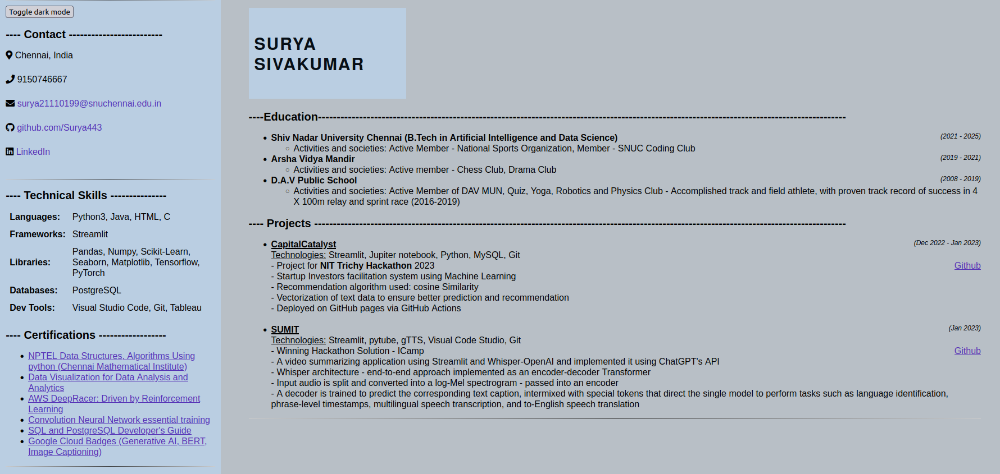 Toggle dark mode
---- Contact -------------------------
Chennai, India
9150746667
surya21110199@snuchennai.edu.in
github.com/Surya443
LinkedIn
---- Technical Skills ---------------
Languages: Python3, Java, HTML, C
Frameworks: Streamlit
Libraries: Pandas, Numpy, Scikit-Learn,
Seaborn, Matplotlib, Tensorflow,
PyTorch
Databases: PostgreSQL
Dev Tools: Visual Studio Code, Git, Tableau
---- Certifications ------------------
• NPTEL Data Structures, Algorithms Using
python (Chennai Mathematical Institute)
• Data Visualization for Data Analysis and
Analytics
• AWS DeepRacer: Driven by Reinforcement
Learning
• Convolution Neural Network essential training
• SQL and PostgreSQL Developer's Guide
• Google Cloud Badges (Generative AI, BERT,
Image Captioning)
SURYA
SIVAKUMAR
----Education---------------------------------------------------------------------------------------------------------------------------------------------
• Shiv Nadar University Chennai (B.Tech in Artificial Intelligence and Data Science) (2021 - 2025)
○ Activities and societies: Active Member - National Sports Organization, Member - SNUC Coding Club
• Arsha Vidya Mandir (2019 - 2021)
○ Activities and societies: Active member - Chess Club, Drama Club
• D.A.V Public School (2008 - 2019)
○ Activities and societies: Active Member of DAV MUN, Quiz, Yoga, Robotics and Physics Club - Accomplished track and field athlete, with proven track record of success in 4
X 100m relay and sprint race (2016-2019)
---- Projects ----------------------------------------------------------------------------------------------------------------------------------------------
• CapitalCatalyst (Dec 2022 - Jan 2023)
Technologies: Streamlit, Jupiter notebook, Python, MySQL, Git
- Project for NIT Trichy Hackathon 2023 Github
- Startup Investors facilitation system using Machine Learning
- Recommendation algorithm used: cosine Similarity
- Vectorization of text data to ensure better prediction and recommendation
- Deployed on GitHub pages via GitHub Actions
• SUMIT (Jan 2023)
Technologies: Streamlit, pytube, gTTS, Visual Code Studio, Git
- Winning Hackathon Solution - ICamp Github
- A video summarizing application using Streamlit and Whisper-OpenAI and implemented it using ChatGPT's API
- Whisper architecture - end-to-end approach implemented as an encoder-decoder Transformer
- Input audio is split and converted into a log-Mel spectrogram - passed into an encoder
- A decoder is trained to predict the corresponding text caption, intermixed with special tokens that direct the single model to perform tasks such as language identification,
phrase-level timestamps, multilingual speech transcription, and to-English speech translation